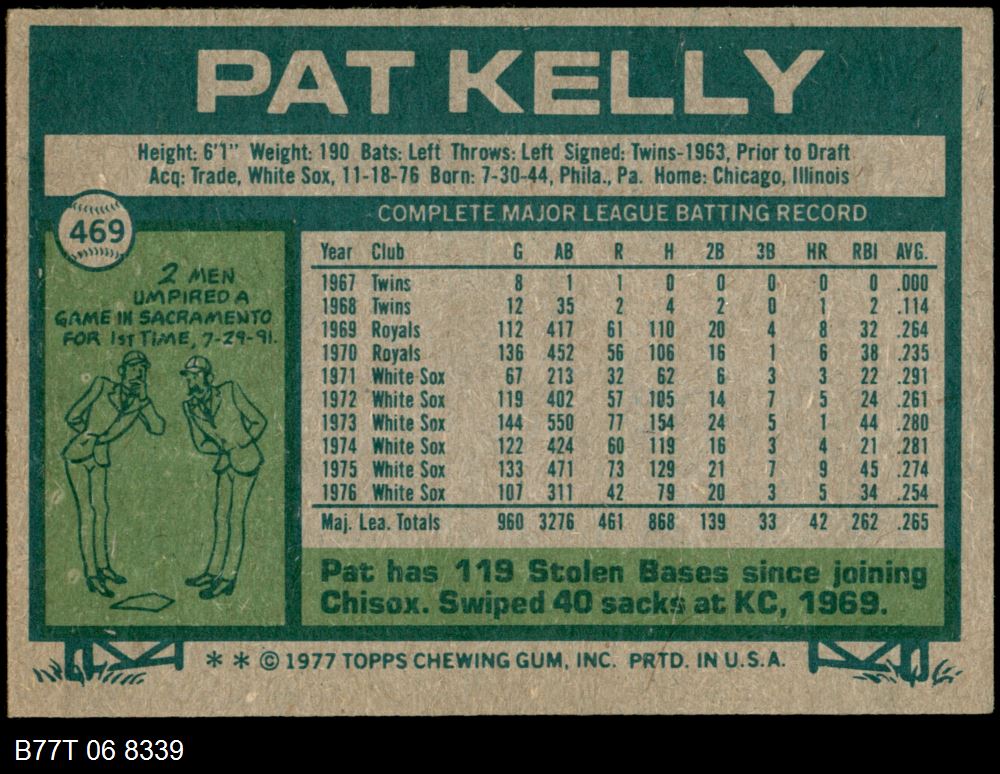 PAT KELLY
Height: 6'1" Weight: 190 Bats: Left Throws: Left Signed: Twins-1963, Prior to Draft
Acq: Trade, White Sox, 11-18-76 Born: 7-30-44, Phila., Pa. Home: Chicago, Illinois
469
2 MEN
UMPIRED A
GAME IN SACRAMENTO
FOR 1ST TIME, 7-29-91.
COMPLETE MAJOR LEAGUE BATTING RECORD
Year Club G AB R H 2B 3B HR RBI AVG.
1967 Twins 8 1 1 0 0 0 0 0 .000
1968 Twins 12 35 2 4 2 0 1 2 .114
1969 Royals 112 417 61 110 20 4 8 32 .264
1970 Royals 136 452 56 106 16 1 6 38 .235
1971 White Sox 67 213 32 62 6 3 3 22 .291
1972 White Sox 119 402 57 105 14 7 5 24 .261
1973 White Sox 144 550 77 154 24 5 1 44 .280
1974 White Sox 122 424 60 119 16 3 4 21 .281
1975 White Sox 133 471 73 129 21 7 9 45 .274
1976 White Sox 107 311 42 79 20 3 5 34 .254
Maj. Lea. Totals 960 3276 461 868 139 33 42 262 .265
Pat has 119 Stolen Bases since joining
Chisox. Swiped 40 sacks at KC, 1969.
* * © 1977 TOPPS CHEWING GUM, INC. PRTD. IN U.S.A.
B77T 06 8339